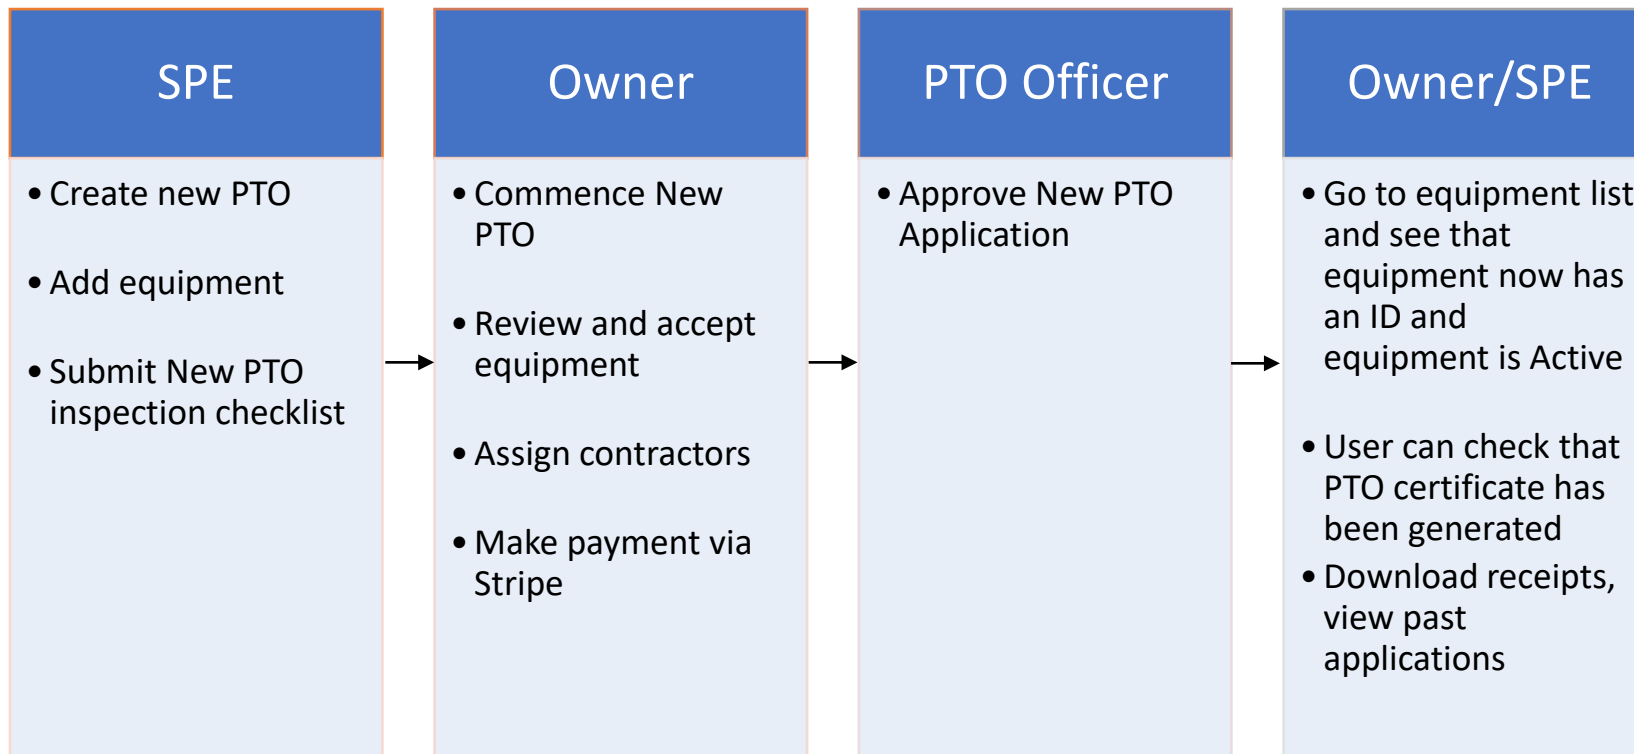 SPE
• Create new PTO
• Add equipment
• Submit New PTO
inspection checklist
Owner
• Commence New
PTO
• Review and accept
equipment
• Assign contractors
• Make payment via
Stripe
PTO Officer
• Approve New PTO
Application
Owner/SPE
• Go to equipment list
and see that
equipment now has
an ID and
equipment is Active
• User can check that
PTO certificate has
been generated
• Download receipts,
view past
applications